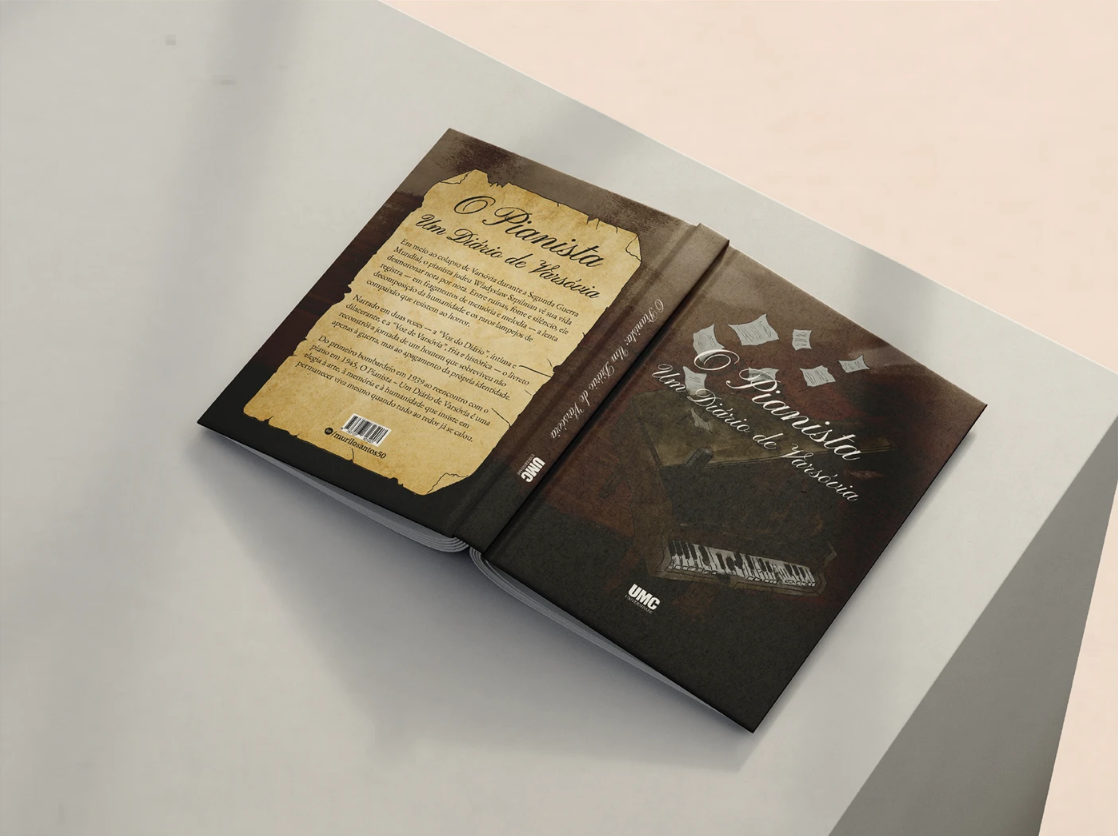 O Pianista
Um Diário de Varsóvia
Em meio ao colapso de Varsóvia durante a Segunda Guerra
Mundial, o pianista judeu Władysław Szpilman vê sua vida
desmoronar nota por nota. Entre ruínas, fome e silêncio, ele
registra — em fragmentos de memória e melodia — a lenta
decomposição da humanidade e os raros lampejos de
compaixão que resistem ao horror.
Narrado em duas vozes — a "Voz do Diário", íntima e
dilacerante, e a "Voz de Varsóvia", fria e histórica — o livreto
reconstrói a jornada de um homem que sobreviveu não
apenas à guerra, mas ao apagamento da própria identidade.
Do primeiro bombardeio em 1939 ao reencontro com o
piano em 1945, O Pianista – Um Diário de Varsóvia é uma
elegia à arte, à memória e à humanidade que insiste em
permanecer viva mesmo quando tudo ao redor já se calou.
/murilosantos50
O Pianista: Um Diário de Varsóvia
UMC
O Pianista
Um Diário de Varsóvia
UMC